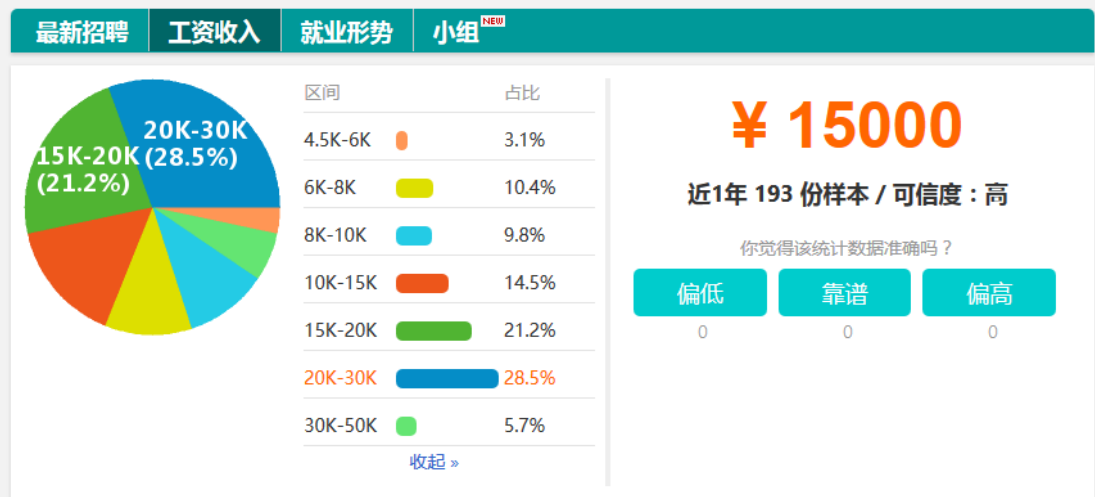 最新招聘 工资收入 就业形势 小组 NEW
20K-30K
(28.5%)
15K-20K
(21.2%)
区间 占比
4.5K-6K 3.1%
6K-8K 10.4%
8K-10K 9.8%
10K-15K 14.5%
15K-20K 21.2%
20K-30K 28.5%
30K-50K 5.7%
收起 »
¥ 15000
近1年 193 份样本 / 可信度：高
你觉得该统计数据准确吗？
偏低 靠谱 偏高
0 0 0